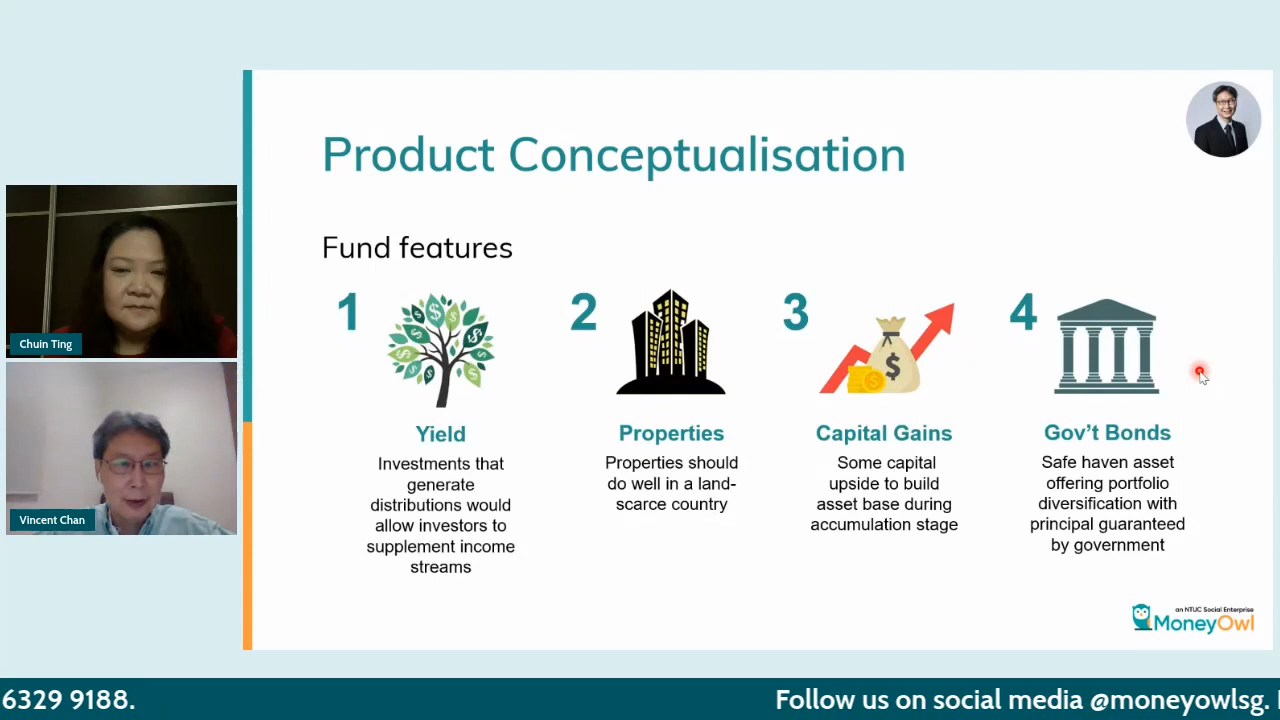 Product Conceptualisation
Fund features
1
2
3
4
Yield
Investments that
generate
distributions would
allow investors to
supplement income
streams
Properties
Properties should
do well in a land-
scarce country
Capital Gains
Some capital
upside to build
asset base during
accumulation stage
Gov't Bonds
Safe haven asset
offering portfolio
diversification with
principal guaranteed
by government
Chuin Ting
Vincent Chan
an NTUC Social Enterprise
MoneyOwl
6329 9188.
Follow us on social media @moneyowlsg.